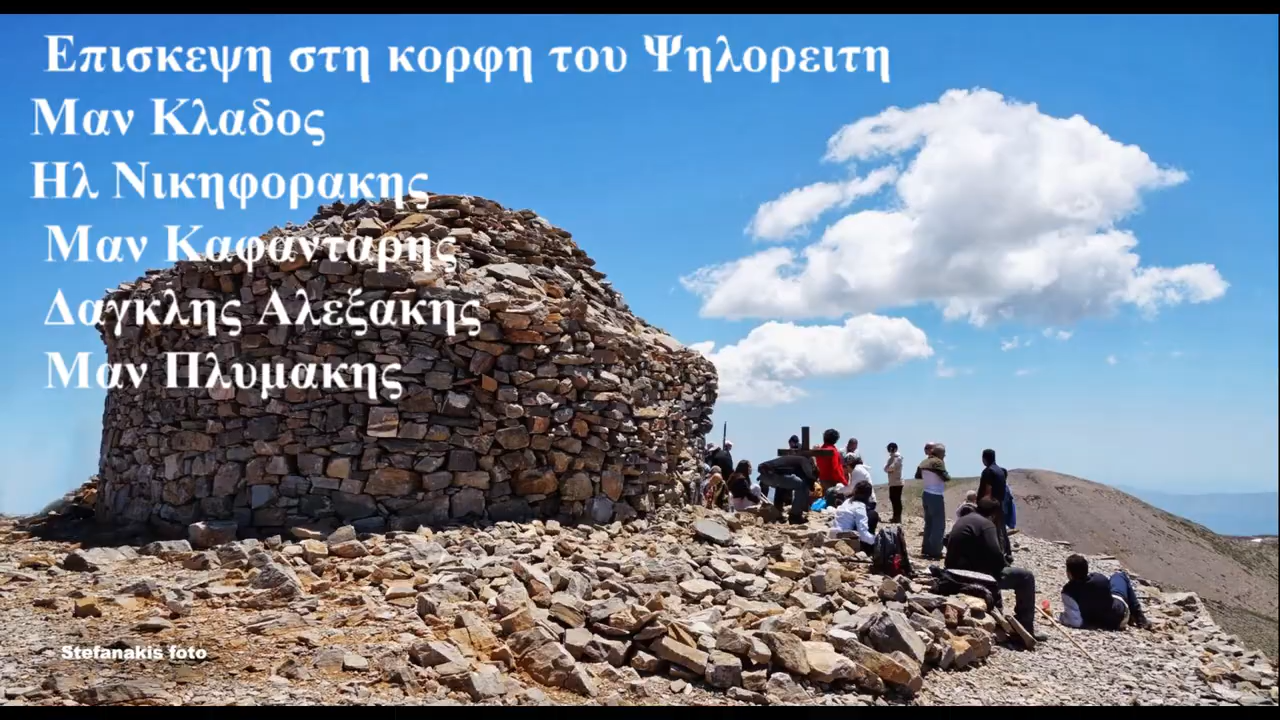 Επισκεψη στη κορφη του Ψηλορειτη
Μαν Κλαδος
Ηλ Νικηφορακης
Μαν Καφανταρης
Δαγκλης Αλεξακης
Μαν Πλυμακης
Stefanakis foto